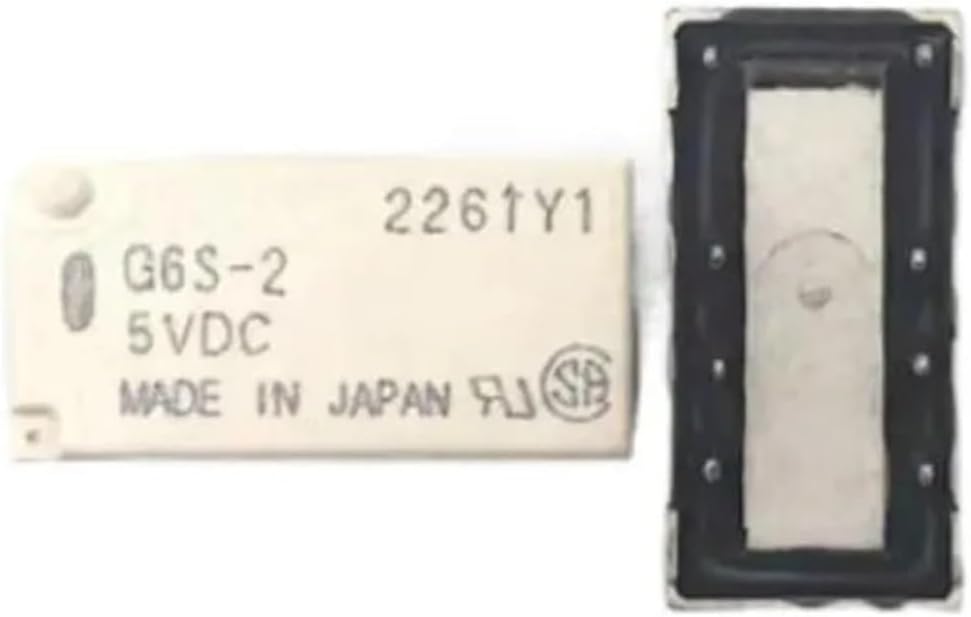 2261Y1
G6S-2
5VDC
MADE IN JAPAN